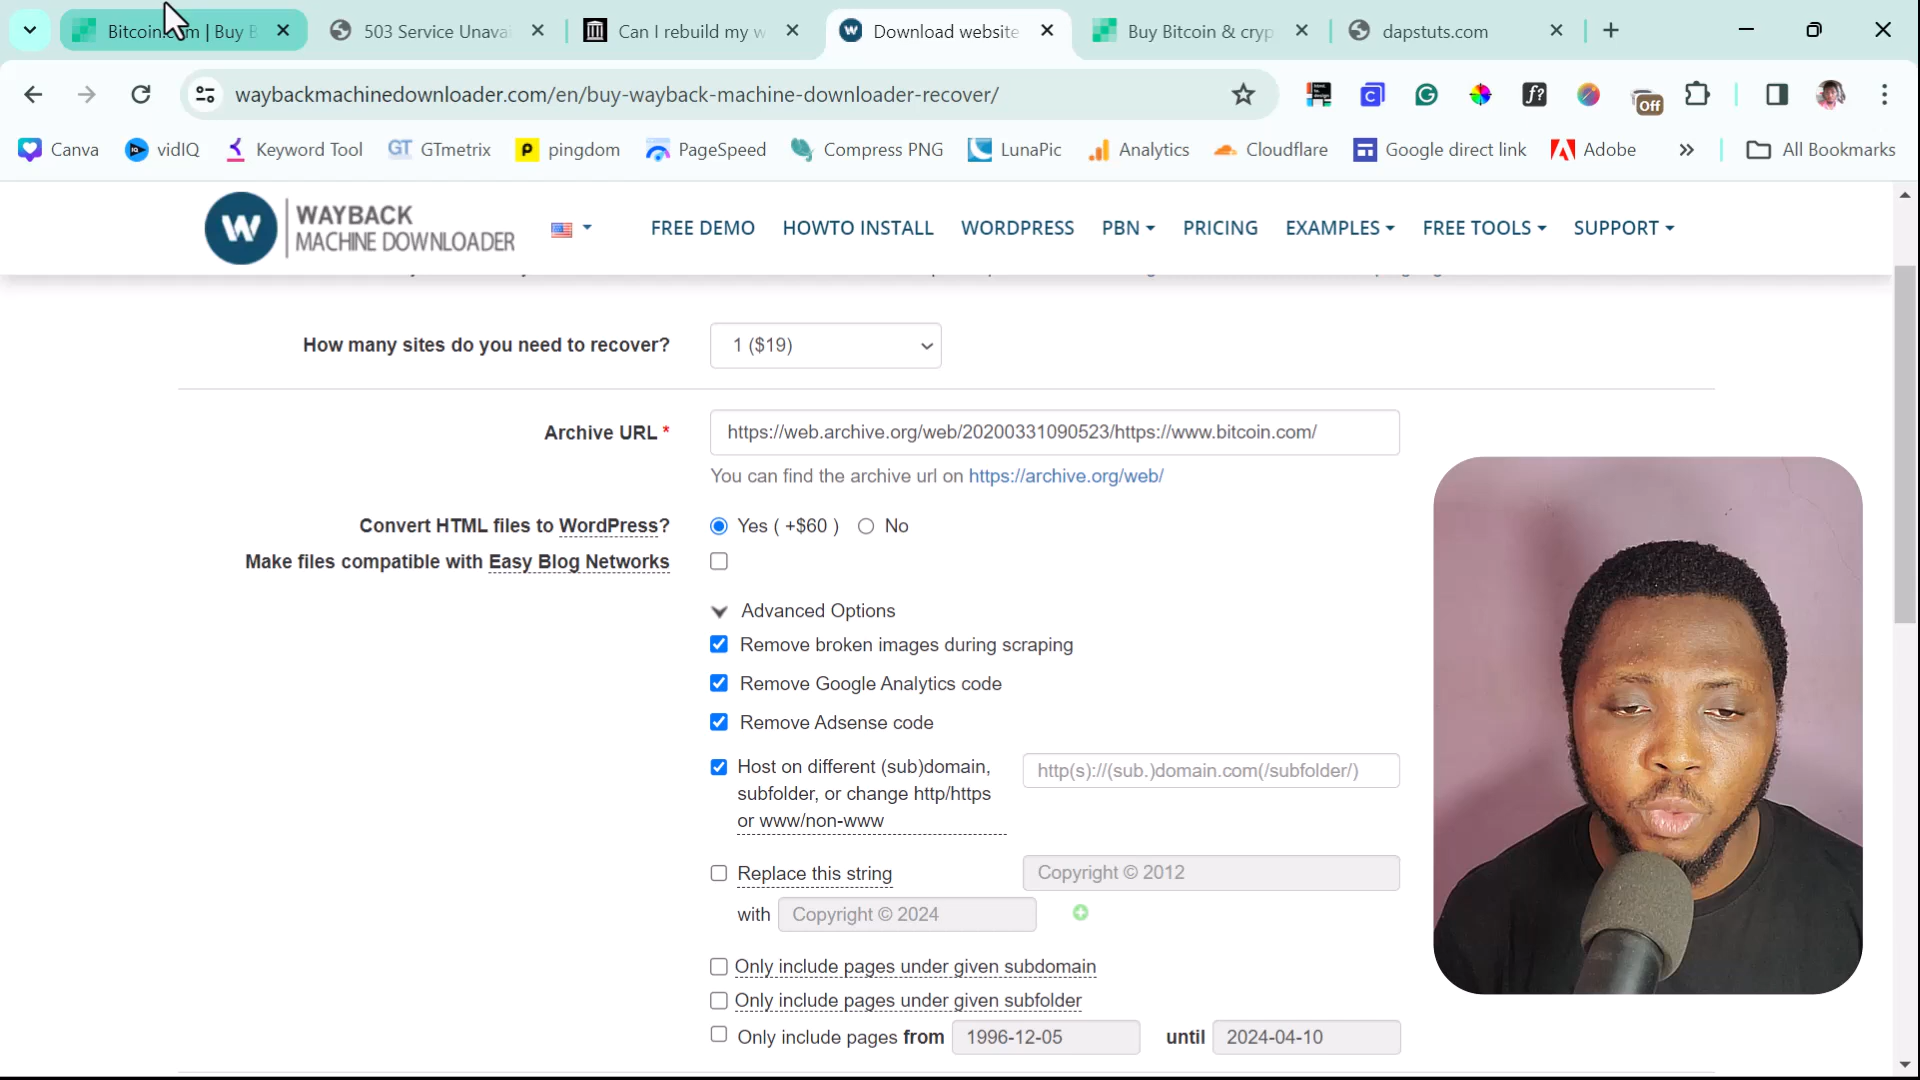 Bitcoin.com | Buy B
503 Service Unava
Can I rebuild my w
Download website
Buy Bitcoin & cryp
dapstuts.com
waybackmachinedownloader.com/en/buy-wayback-machine-downloader-recover/
Off
Canva
vidIQ
Keyword Tool
GT GTmetrix
pingdom
PageSpeed
Compress PNG
LunaPic
Analytics
Cloudflare
Google direct link
Adobe
All Bookmarks
W WAYBACK
MACHINE DOWNLOADER
FREE DEMO
HOWTO INSTALL
WORDPRESS
PBN
PRICING
EXAMPLES
FREE TOOLS
SUPPORT
How many sites do you need to recover?
1 ($19)
Archive URL *
https://web.archive.org/web/20200331090523/https://www.bitcoin.com/
You can find the archive url on https://archive.org/web/
Convert HTML files to WordPress?
Yes ( +$60 )
No
Make files compatible with Easy Blog Networks
Advanced Options
Remove broken images during scraping
Remove Google Analytics code
Remove Adsense code
Host on different (sub)domain,
subfolder, or change http/https
or www/non-www
http(s)://(sub.)domain.com(/subfolder/)
Replace this string
Copyright © 2012
with
Copyright © 2024
Only include pages under given subdomain
Only include pages under given subfolder
Only include pages from
1996-12-05
until
2024-04-10